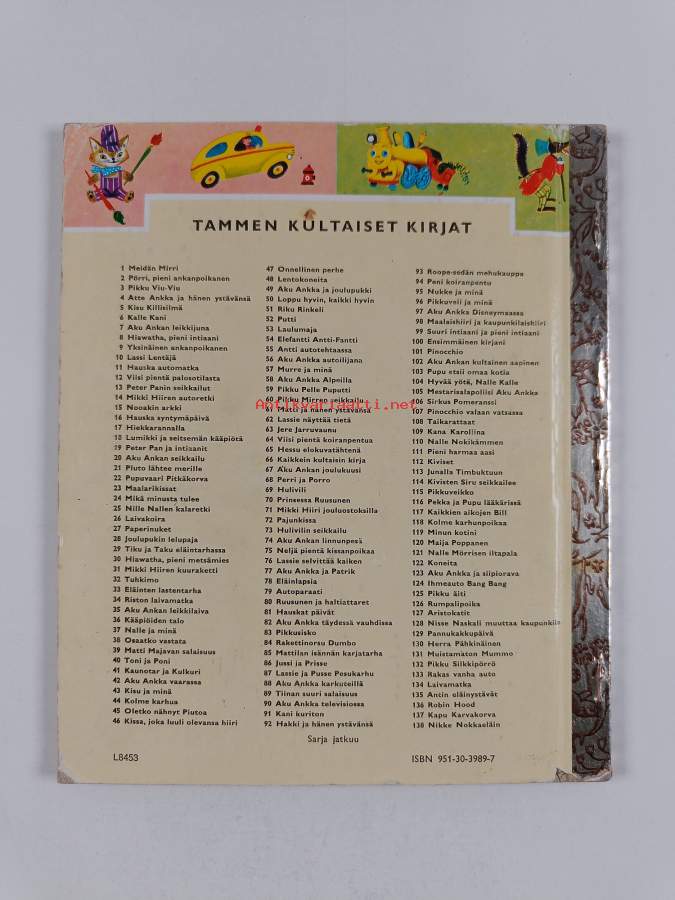 TAMMEN KULTAISET KIRJAT
1 Meidän Mirri
2 Pörri, pieni ankanpoikanen
3 Pikku Viu-Viu
4 Atte Ankka ja hänen ystävänsä
5 Kisu Killisilmä
6 Kalle Kani
7 Aku Ankan leikkijuna
8 Hiawatha, pieni intiaani
9 Yksinäinen ankanpoikanen
10 Lassi Lentäjä
11 Hauska automatka
12 Viisi pientä palosotilasta
13 Peter Panin seikkailut
14 Mikki Hiiren autoretki
15 Nooakin arkki
16 Hauska syntymäpäivä
17 Hiekkarannalla
18 Lumikki ja seitsemän kääpiötä
19 Peter Pan ja intiaanit
20 Aku Ankan seikkailu
21 Pluto lähtee merille
22 Pupuvaari Pitkäkorva
23 Maalarikissat
24 Mikä minusta tulee
25 Nille Nallen kalaretki
26 Laivakoira
27 Paperinuket
28 Joulupukin lelupaja
29 Tiku ja Taku eläintarhassa
30 Hiawatha, pieni metsämies
31 Mikki Hiiren kuuraketti
32 Tuhkimo
33 Eläinten lastentarha
34 Riston laivamatka
35 Aku Ankan leikkilaiva
36 Kääpiöiden talo
37 Nalle ja minä
38 Osaatko vastata
39 Matti Majavan salaisuus
40 Toni ja Poni
41 Kaunotar ja Kulkuri
42 Aku Ankka vaarassa
43 Kisu ja minä
44 Kolme karhua
45 Oletko nähnyt Piutoa
46 Kissa, joka luuli olevansa hiiri
47 Onnellinen perhe
48 Lentokoneita
49 Aku Ankka ja joulupukki
50 Loppu hyvin, kaikki hyvin
51 Riku Rinkeli
52 Putti
53 Laulumaja
54 Elefantti Antti-Fantti
55 Antti autotehtaassa
56 Aku Ankka autoilijana
57 Murre ja minä
58 Aku Ankka Alpeilla
59 Pikku Pelle Puputti
60 Pikku Mirren seikkailu
61 Matti ja hänen ystävänsä
62 Lassie näyttää tietä
63 Jere Jarruvaunu
64 Viisi pientä koiranpentua
65 Hessu elokuvatähtenä
66 Kaikkein kultaisin kirja
67 Aku Ankan joulukuusi
68 Perri ja Porro
69 Hulivili
70 Prinsessa Ruusunen
71 Mikki Hiiri jouluostoksilla
72 Pajunkissa
73 Hulivilin seikkailu
74 Aku Ankan linnunpesä
75 Neljä pientä kissanpoikaa
76 Lassie selvittää kaiken
77 Aku Ankka ja Patrik
78 Eläinlapsia
79 Autoparaati
80 Ruusunen ja haltiattaret
81 Hauskat päivät
82 Aku Ankka täydessä vauhdissa
83 Pikkusisko
84 Rakettinorsu Dumbo
85 Mattilan isännän karjatarha
86 Jussi ja Prisse
87 Lassie ja Pusse Pesukarhu
88 Aku Ankka karkuteillä
89 Tiinan suuri salaisuus
90 Aku Ankka televisiossa
91 Kani kuriton
92 Hakki ja hänen ystävänsä
93 Roope-sedän mehukauppa
94 Peni koiranpentu
95 Nukke ja minä
96 Pikkuveli ja minä
97 Aku Ankka Disneymaassa
98 Maalaishiiri ja kaupunkilaishiiri
99 Suuri intiaani ja pieni intiaani
100 Ensimmäinen kirjani
101 Pinocchio
102 Aku Ankan kultainen aapinen
103 Pupu etsii omaa kotia
104 Hyvää yötä, Nalle Kalle
105 Mestarisalapoliisi Aku Ankka
106 Sirkus Pomeranssi
107 Pinocchio valaan vatsassa
108 Taikarattaat
109 Kana Karoliina
110 Nalle Nokikämmen
111 Pieni harmaa aasi
112 Kiviset
113 Junalla Timbuktuun
114 Kivisten Siru seikkailee
115 Pikkuveikko
116 Pekka ja Pupu lääkärissä
117 Kaikkien aikojen Bill
118 Kolme karhunpoikaa
119 Minun kotini
120 Maija Poppanen
121 Nalle Mörrisen iltapala
122 Koneita
123 Aku Ankka ja siipiorava
124 Ihmeauto Bang Bang
125 Pikku äiti
126 Rumpalipoika
127 Aristokatit
128 Nisse Naskali muuttaa kaupunkiin
129 Pannukakkupäivä
130 Herra Pähkinäinen
131 Muistamaton Mummo
132 Pikku Silkkipörrö
133 Rakas vanha auto
134 Laivamatka
135 Antin eläinystävät
136 Robin Hood
137 Kapu Karvakorva
138 Nikke Nokkaeläin
Sarja jatkuu
L8453
ISBN 951-30-3989-7
Antikvariaatti.net